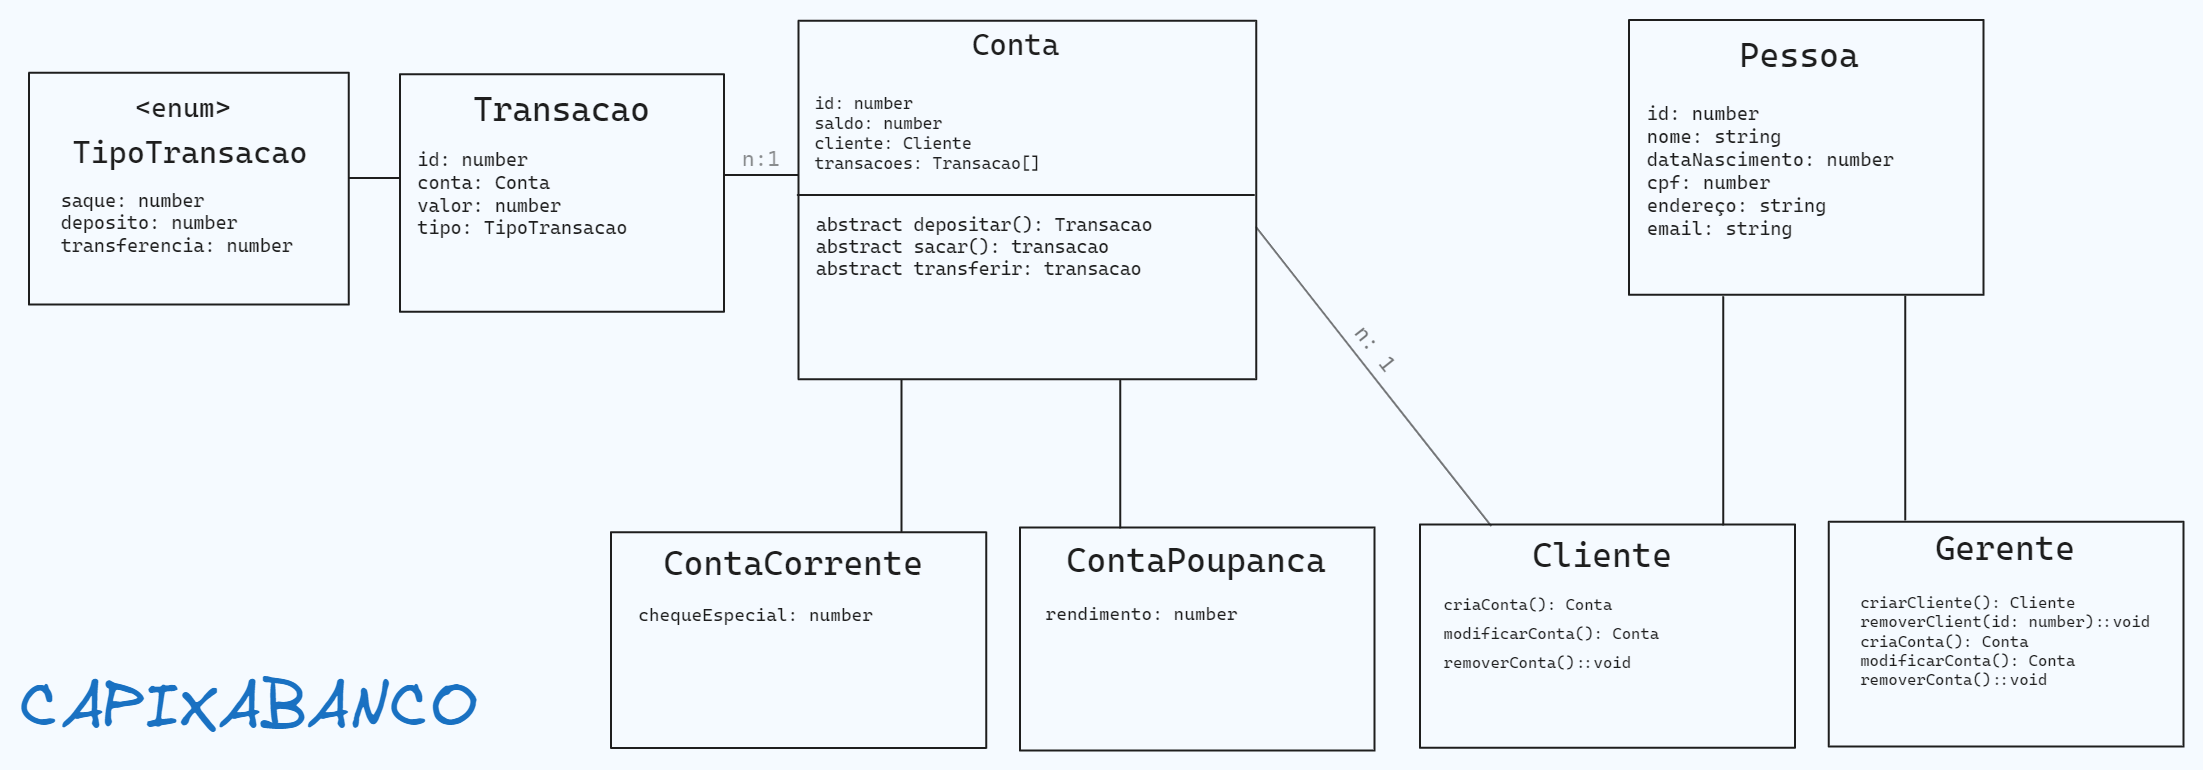 <enum>
TipoTransacao
saque: number
deposito: number
transferencia: number
Transacao
id: number
conta: Conta
valor: number
tipo: TipoTransacao
n:1
Conta
id: number
saldo: number
cliente: Cliente
transacoes: Transacao[]
abstract depositar(): Transacao
abstract sacar(): transacao
abstract transferir: transacao
n: 1
Pessoa
id: number
nome: string
dataNascimento: number
cpf: number
endereço: string
email: string
ContaCorrente
chequeEspecial: number
ContaPoupanca
rendimento: number
Cliente
criaConta(): Conta
modificarConta(): Conta
removerConta()::void
Gerente
criarCliente(): Cliente
removerClient(id: number)::void
criaConta(): Conta
modificarConta(): Conta
removerConta()::void
CAPIXABANCO